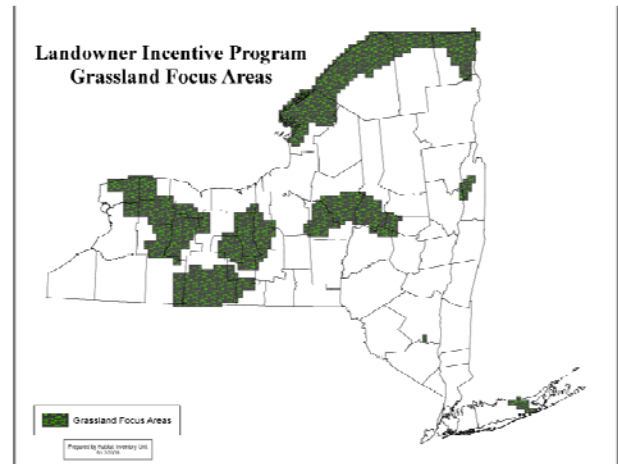 Landowner Incentive Program
Grassland Focus Areas
Grassland Focus Areas
Prepared by Habitat Inventory Unit